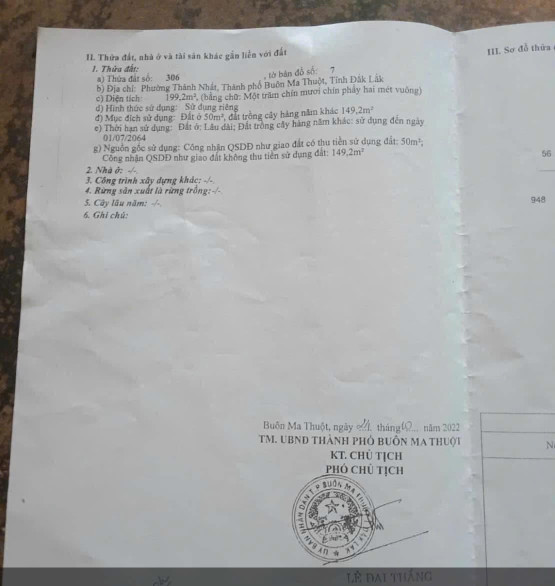 II. Thửa đất, nhà ở và tài sản khác gắn liền với đất
1. Thửa đất:
a) Thửa đất số: 306 , tờ bản đồ số: 7
b) Địa chỉ: Phường Thành Nhất, Thành phố Buôn Ma Thuột, Tỉnh Đắk Lắk
c) Diện tích: 199,2m², (bằng chữ: Một trăm chín mươi chín phẩy hai mét vuông)
d) Hình thức sử dụng: Sử dụng riêng
đ) Mục đích sử dụng: Đất ở 50m², đất trồng cây hàng năm khác 149,2m²
e) Thời hạn sử dụng: Đất ở: Lâu dài; Đất trồng cây hàng năm khác: sử dụng đến ngày
01/07/2064
g) Nguồn gốc sử dụng: Công nhận QSDĐ như giao đất có thu tiền sử dụng đất: 50m²;
Công nhận QSDĐ như giao đất không thu tiền sử dụng đất: 149,2m²
2. Nhà ở: -/-.
3. Công trình xây dựng khác: -/-.
4. Rừng sản xuất là rừng trồng: -/-
5. Cây lâu năm: -/-.
6. Ghi chú:
III. Sơ đồ thửa
56
948
Buôn Ma Thuột, ngày tháng năm 2022
TM. UBND THÀNH PHỐ BUÔN MA THUỘT
KT. CHỦ TỊCH
PHÓ CHỦ TỊCH
N
ỦY BAN NHÂN DÂN T.P BUÔN MA THUỘT
LÊ ĐẠI THẮNG